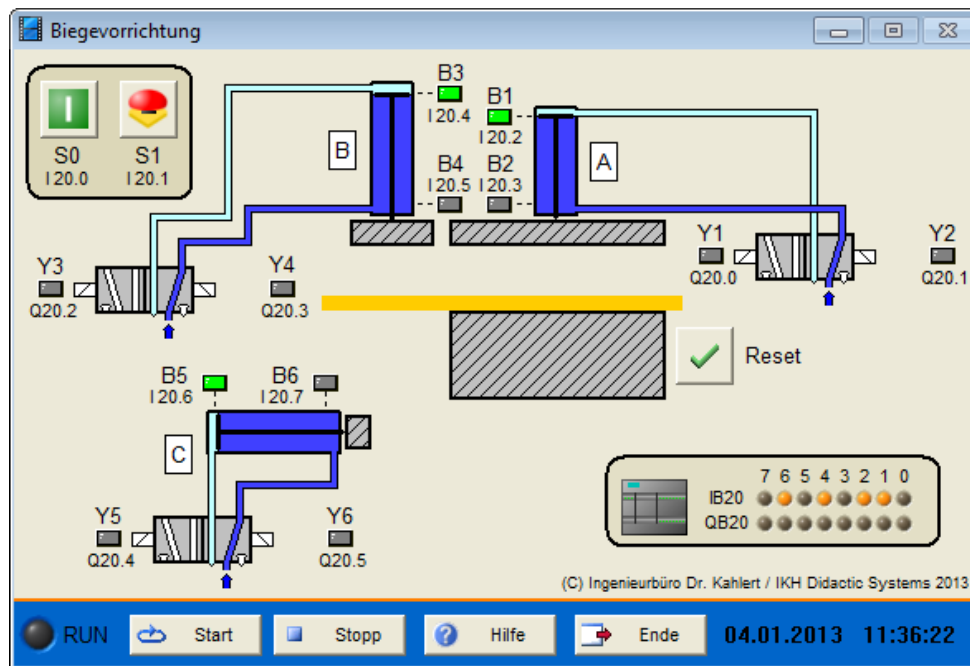 Biegevorrichtung
S0
I 20.0
S1
I 20.1
B3
I 20.4
B1
I 20.2
B
A
B4
I 20.5
B2
I 20.3
Y3
Q20.2
Y4
Q20.3
Y1
Q20.0
Y2
Q20.1
Reset
B5
I 20.6
B6
I 20.7
C
Y5
Q20.4
Y6
Q20.5
7 6 5 4 3 2 1 0
IB20
QB20
(C) Ingenieurbüro Dr. Kahlert / IKH Didactic Systems 2013
RUN Start Stopp Hilfe Ende 04.01.2013 11:36:22